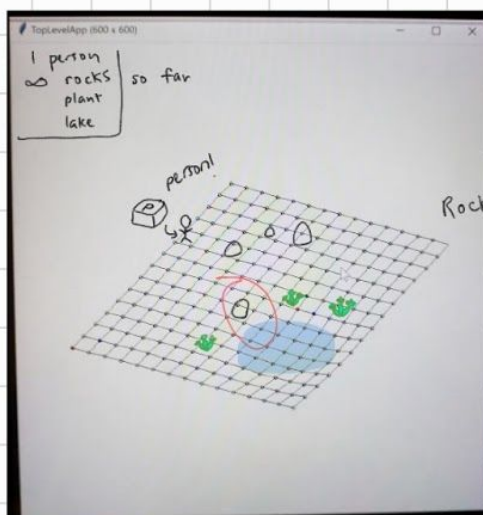 TopLevelApp (600 x 600)
1 person
∞ rocks
plant
lake
so far
person!
P
Rock